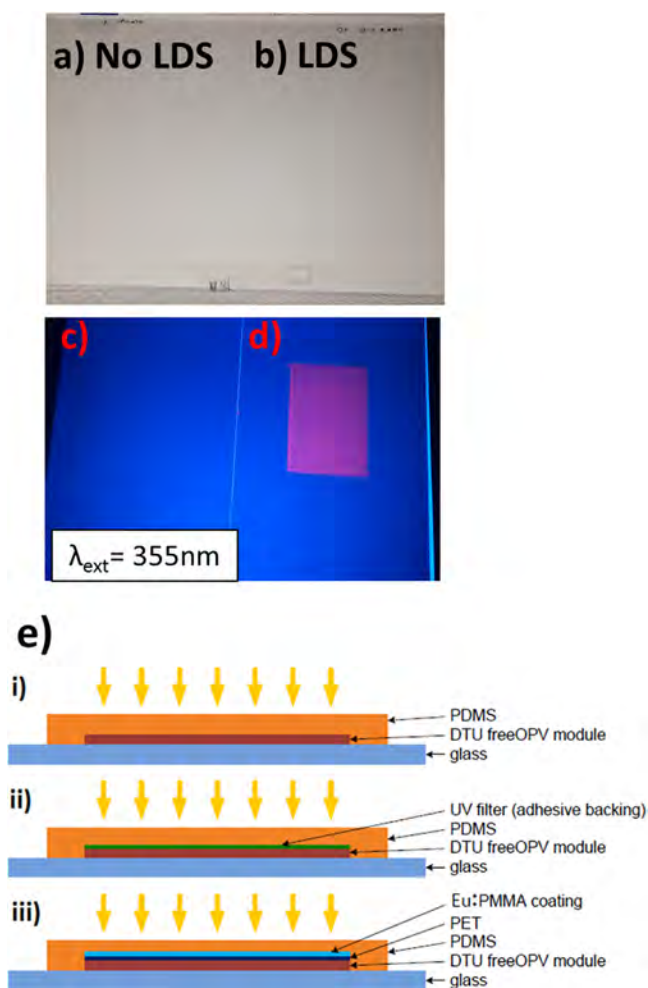 a) No LDS b) LDS
c) d)
λext= 355nm
e)
i)
PDMS
DTU freeOPV module
glass
ii)
UV filter (adhesive backing)
PDMS
DTU freeOPV module
glass
iii)
Eu:PMMA coating
PET
PDMS
DTU freeOPV module
glass